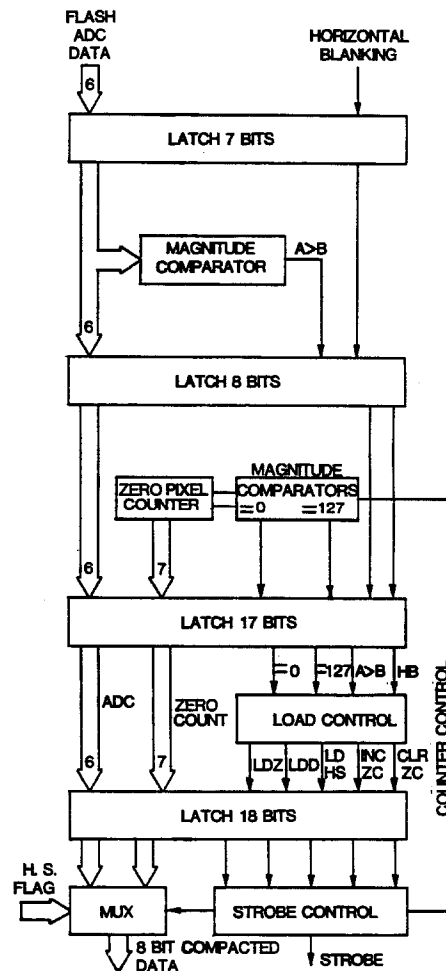 FLASH
ADC
DATA
HORIZONTAL
BLANKING
6
LATCH 7 BITS
MAGNITUDE
COMPARATOR
A>B
6
LATCH 8 BITS
ZERO PIXEL
COUNTER
MAGNITUDE
COMPARATORS
=0 =127
6
7
LATCH 17 BITS
=0 =127 A>B HB
ADC
ZERO
COUNT
LOAD CONTROL
COUNTER CONTROL
6
7
LDZ LDD LD
HS INC
ZC CLR
ZC
LATCH 18 BITS
H. S.
FLAG
MUX
STROBE CONTROL
8 BIT COMPACTED
DATA
STROBE